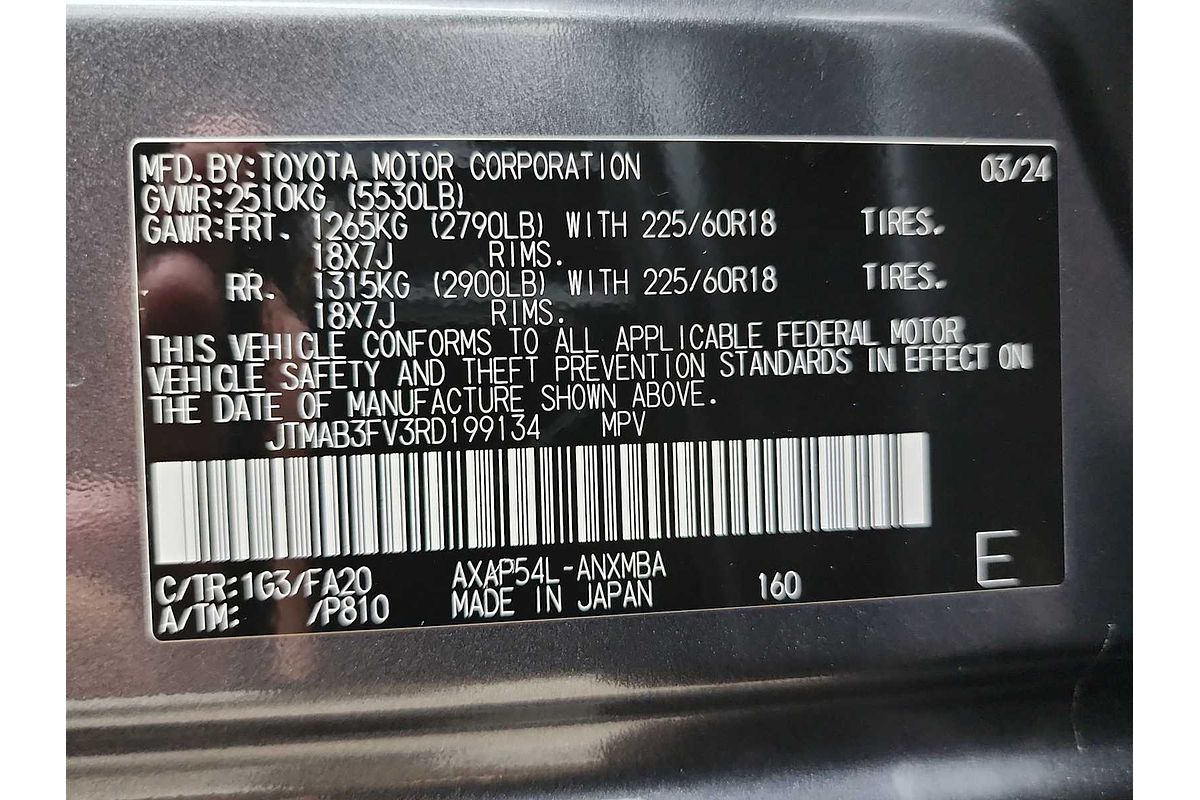 MFD. BY: TOYOTA MOTOR CORPORATION 03/24
GVWR: 2510KG (5530LB)
GAWR: FRT. 1265KG (2790LB) WITH 225/60R18 TIRES.
18X7J RIMS.
RR. 1315KG (2900LB) WITH 225/60R18 TIRES.
18X7J RIMS.
THIS VEHICLE CONFORMS TO ALL APPLICABLE FEDERAL MOTOR
VEHICLE SAFETY AND THEFT PREVENTION STANDARDS IN EFFECT ON
THE DATE OF MANUFACTURE SHOWN ABOVE.
JTMAB3FV3RD199134 MPV
C/TR: 1G3/FA20 AXAP54L-ANXMBA 160 E
A/TM: /P810 MADE IN JAPAN